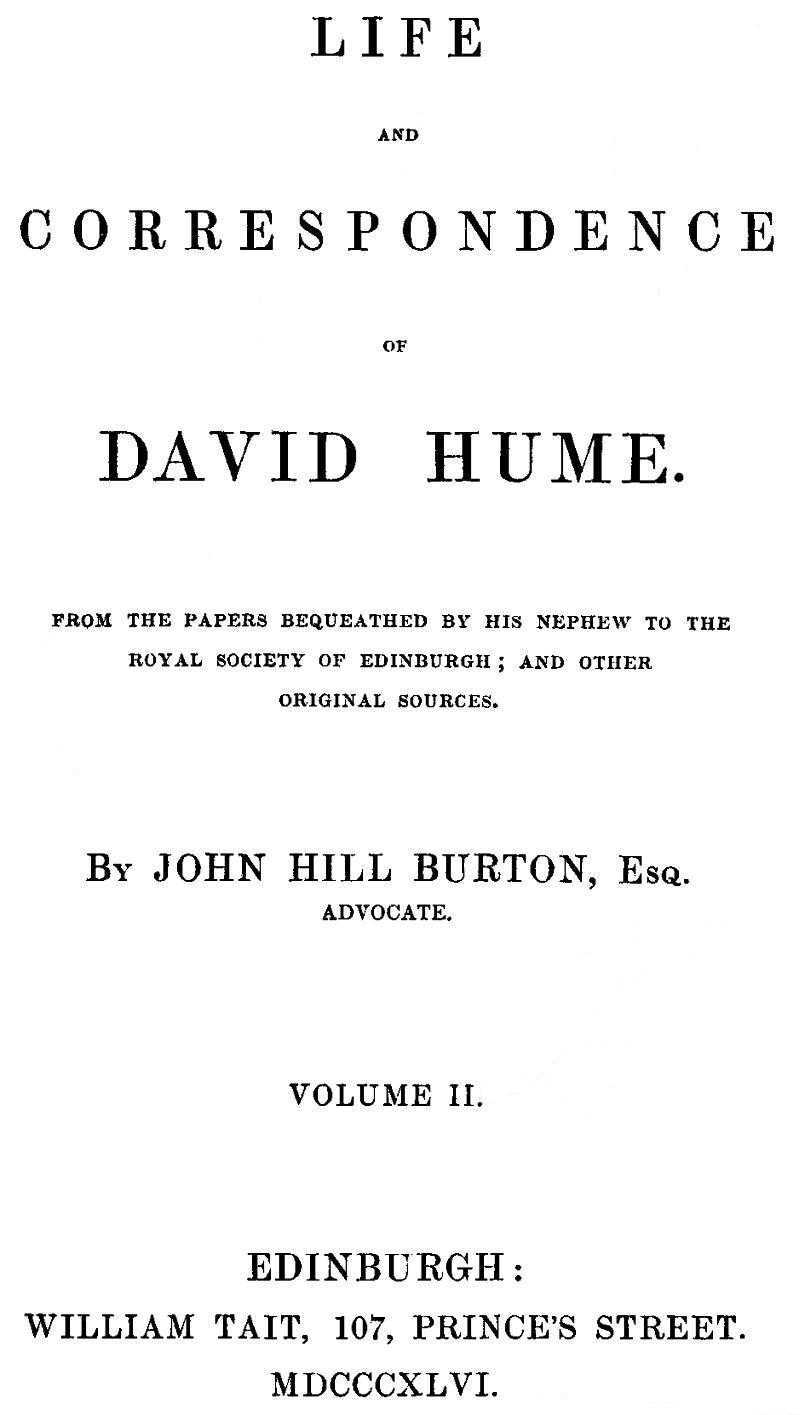 LIFE
AND
CORRESPONDENCE
OF
DAVID HUME.
FROM THE PAPERS BEQUEATHED BY HIS NEPHEW TO THE
ROYAL SOCIETY OF EDINBURGH; AND OTHER
ORIGINAL SOURCES.
By JOHN HILL BURTON, Esq.
ADVOCATE.
VOLUME II.
EDINBURGH:
WILLIAM TAIT, 107, PRINCE'S STREET.
MDCCCXLVI.